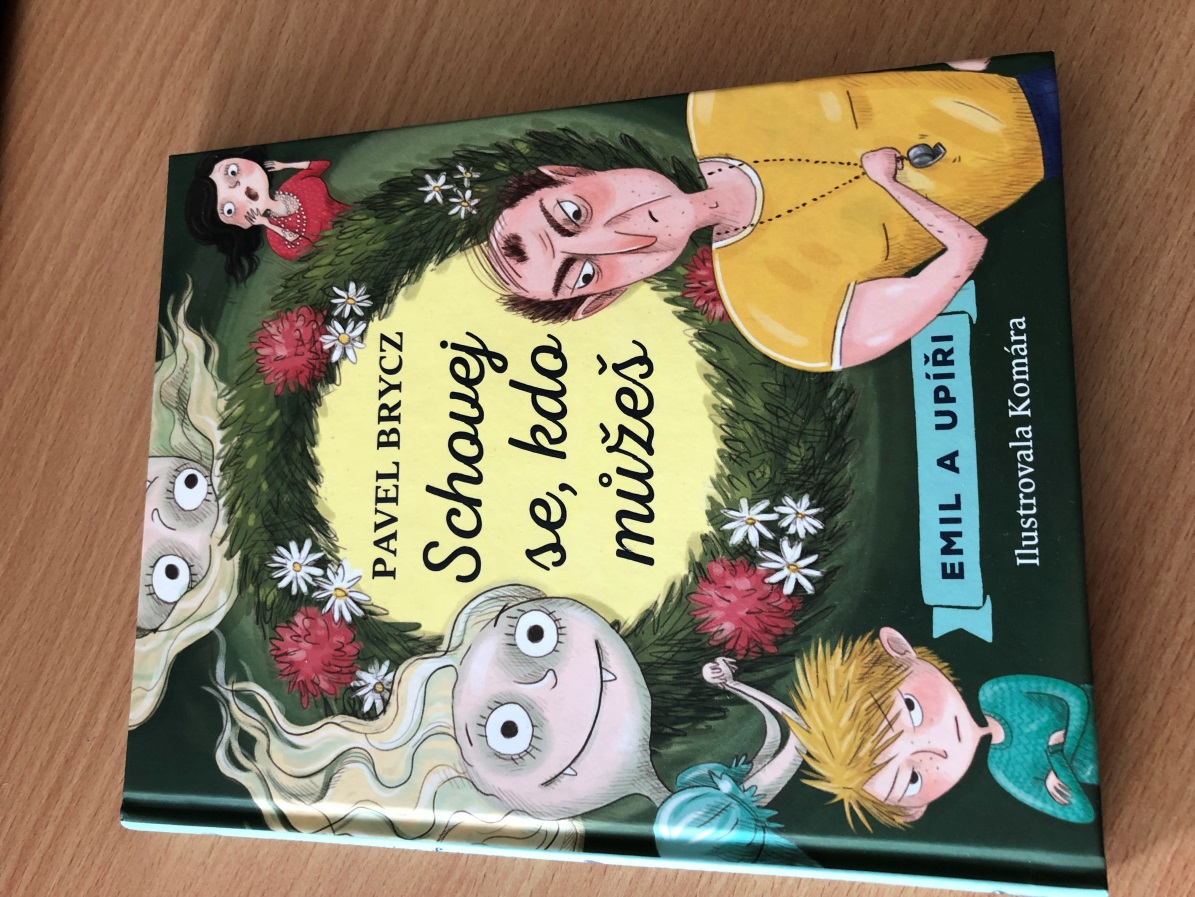 PAVEL BRYCZ
Schovej
se, kdo
můžeš
EMIL A UPÍŘI
Ilustrovala Komára